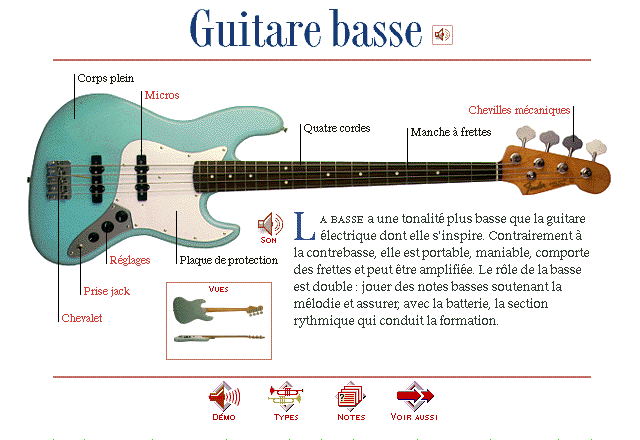 Guitare basse
Corps plein
Micros
Chevilles mécaniques
Quatre cordes
Manche à frettes
Fender
SON
LA BASSE a une tonalité plus basse que la guitare
électrique dont elle s'inspire. Contrairement à
la contrebasse, elle est portable, maniable, comporte
des frettes et peut être amplifiée. Le rôle de la basse
est double : jouer des notes basses soutenant la
mélodie et assurer, avec la batterie, la section
rythmique qui conduit la formation.
Réglages
Plaque de protection
Prise jack
Chevalet
VUES
DÉMO
TYPES
NOTES
VOIR AUSSI